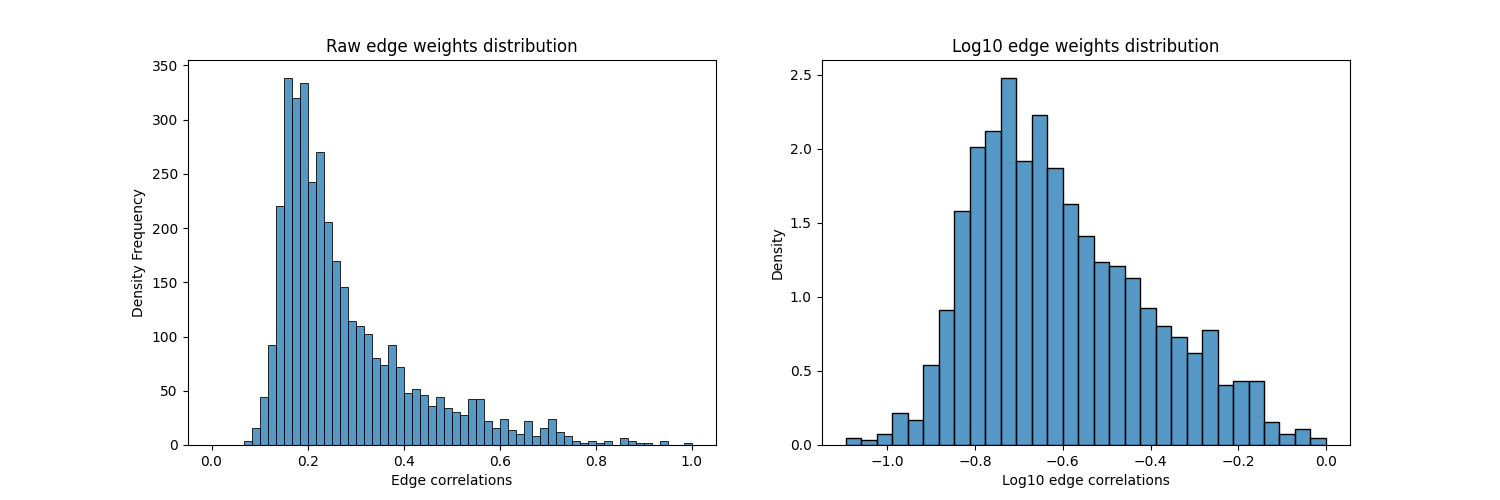 Raw edge weights distribution
Density Frequency
350
300
250
200
150
100
50
0
0.0 0.2 0.4 0.6 0.8 1.0
Edge correlations
Log10 edge weights distribution
Density
2.5
2.0
1.5
1.0
0.5
0.0
−1.0 −0.8 −0.6 −0.4 −0.2 0.0
Log10 edge correlations